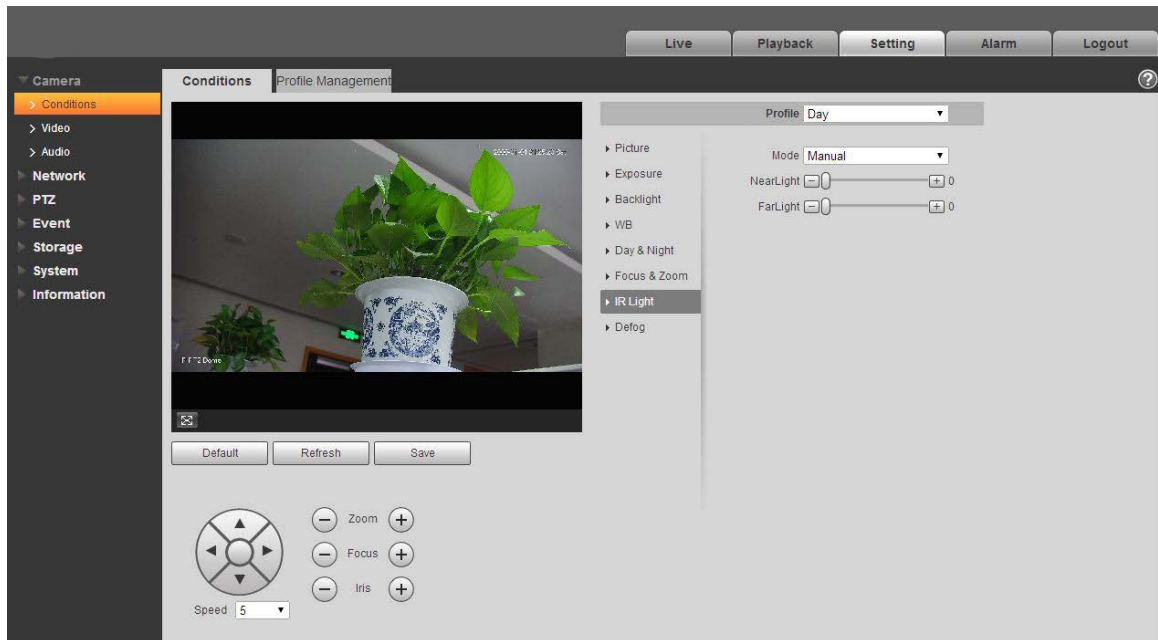 Live
Playback
Setting
Alarm
Logout
Camera
Conditions
Video
Audio
Network
PTZ
Event
Storage
System
Information
Conditions
Profile Management
?
Default
Refresh
Save
Zoom
Focus
Iris
Speed 5
Profile Day
Picture
Exposure
Backlight
WB
Day & Night
Focus & Zoom
IR Light
Defog
Mode Manual
NearLight 0
FarLight 0